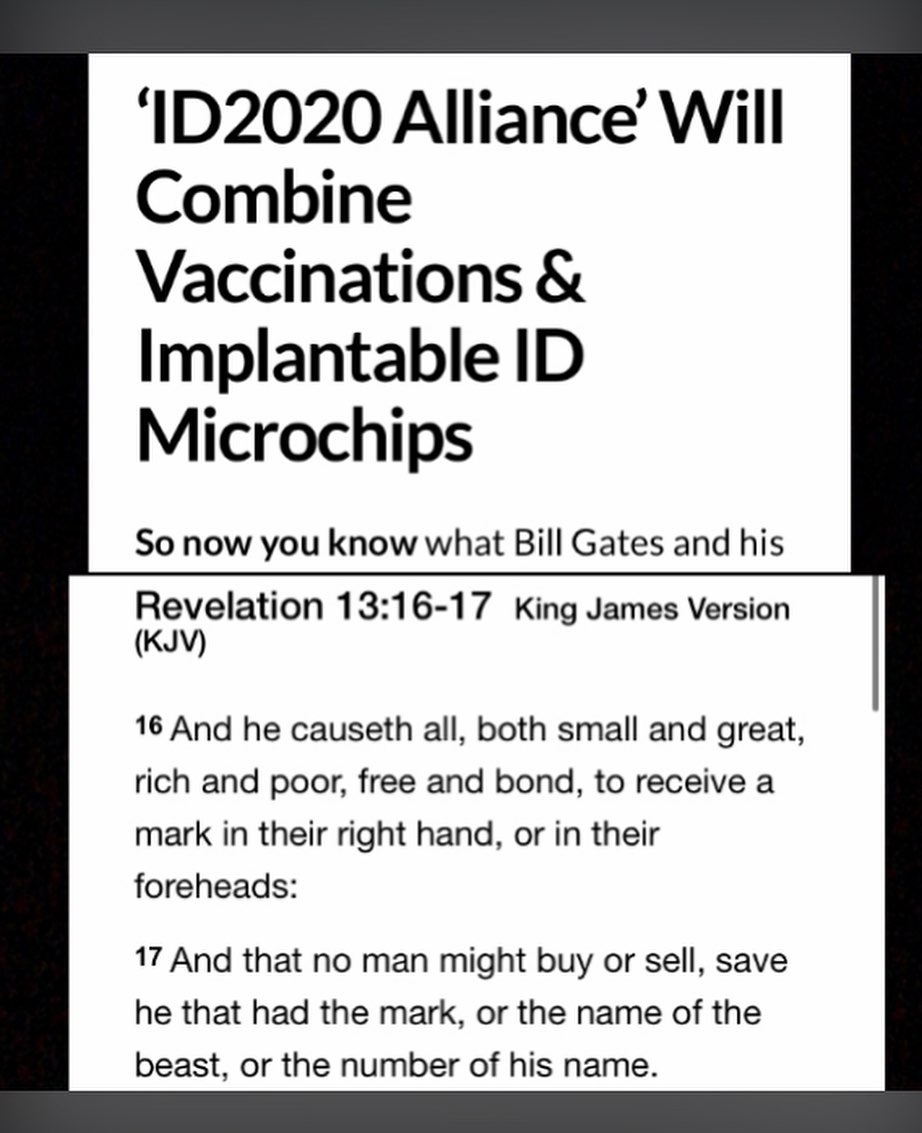 ‘ID2020 Alliance’ Will
Combine
Vaccinations &
Implantable ID
Microchips
So now you know what Bill Gates and his
Revelation 13:16-17 King James Version
(KJV)
16 And he causeth all, both small and great,
rich and poor, free and bond, to receive a
mark in their right hand, or in their
foreheads:
17 And that no man might buy or sell, save
he that had the mark, or the name of the
beast, or the number of his name.